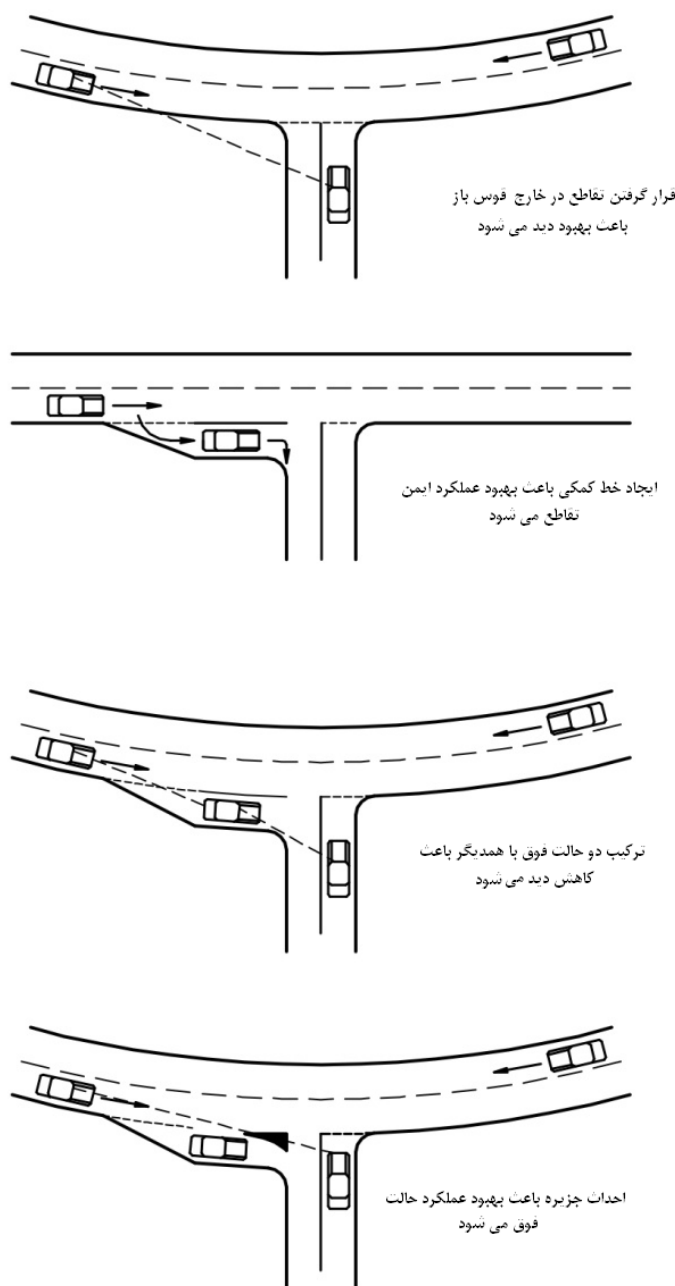 قرار گرفتن تقاطع در خارج قوس باز
باعث بهبود دید می شود
ایجاد خط کمکی باعث بهبود عملکرد ایمن
تقاطع می شود
ترکیب دو حالت فوق با همدیگر باعث
کاهش دید می شود
احداث جزیره باعث بهبود عملکرد حالت
فوق می شود